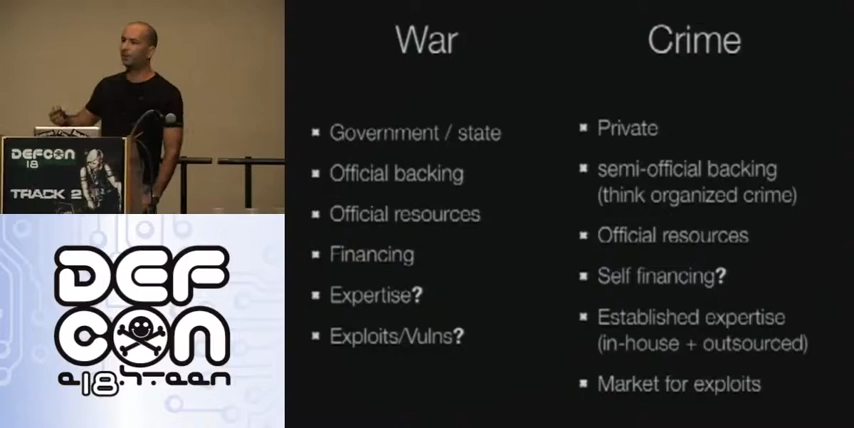 DEFCON
18
TRACK 2
DEF
CON
e18hteen
War
Government / state
Official backing
Official resources
Financing
Expertise?
Exploits/Vulns?
Crime
Private
semi-official backing
(think organized crime)
Official resources
Self financing?
Established expertise
(in-house + outsourced)
Market for exploits